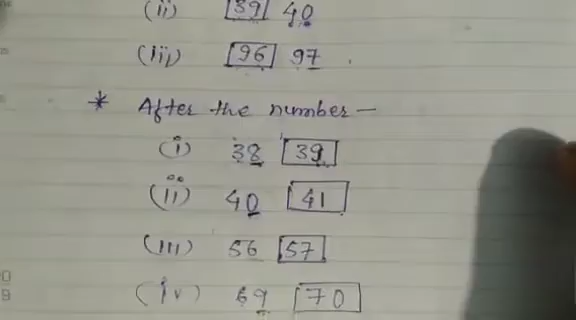 (ii) 39 40
(iii) 96 97
* After the number —
(i) 38 39
(ii) 40 41
(iii) 56 57
(iv) 69 70